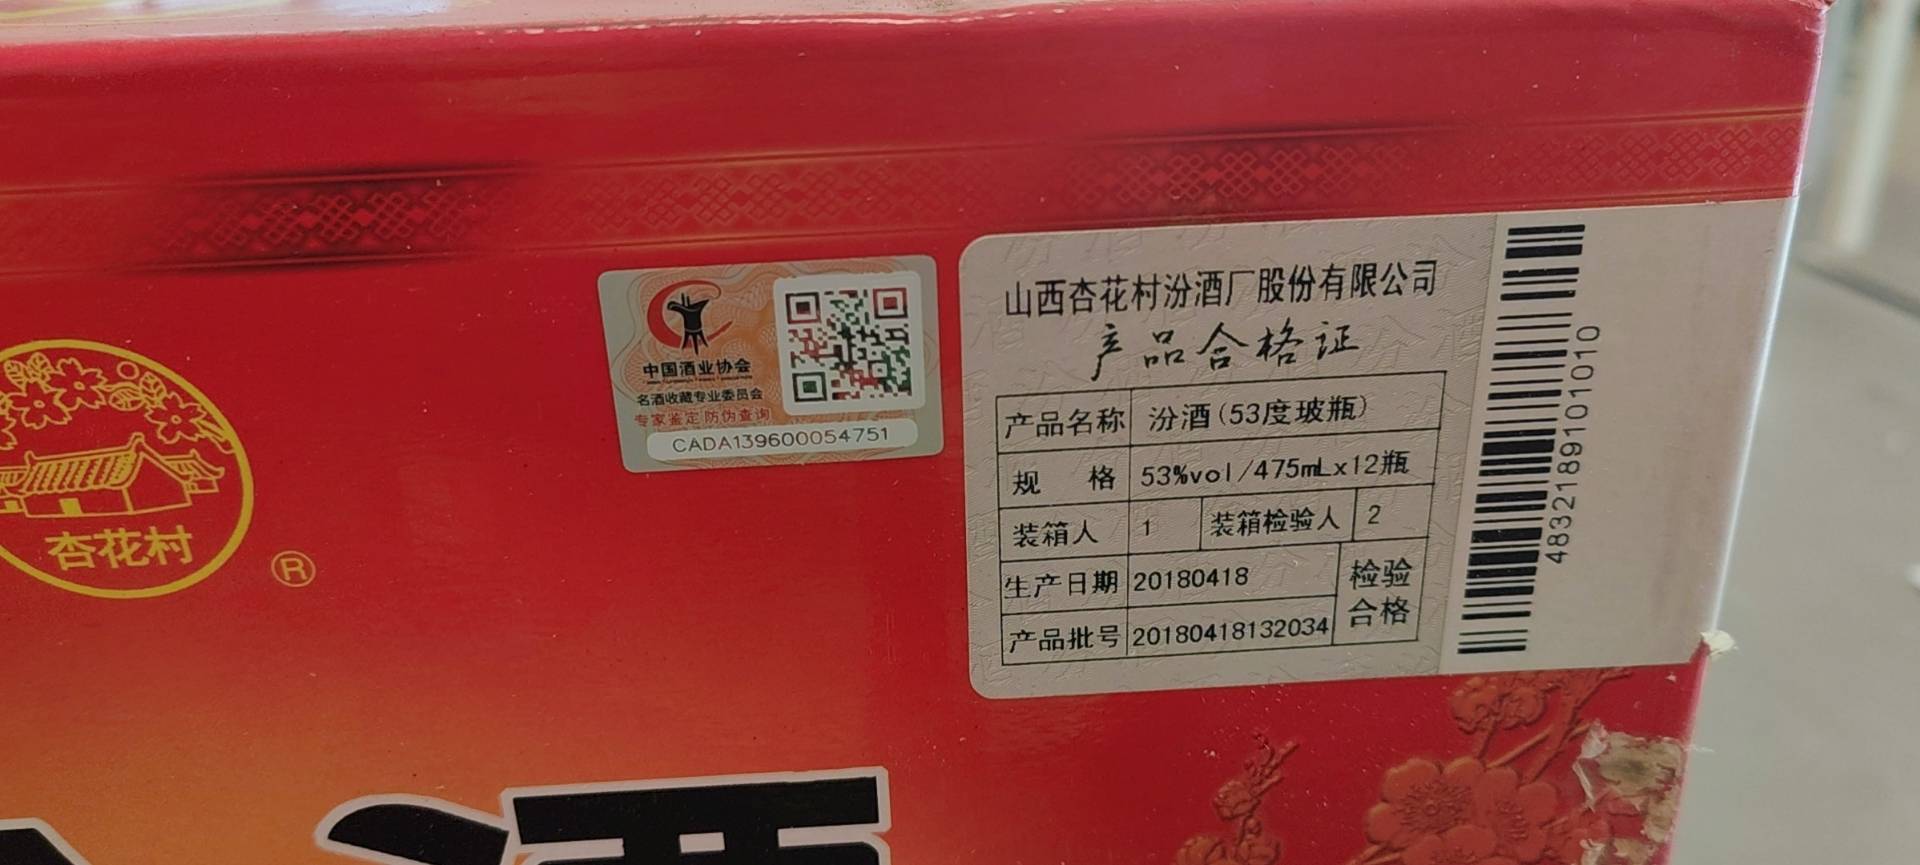 杏花村
®
中国酒业协会
名酒收藏专业委员会
专家鉴定防伪查询
CADA139600054751
山西杏花村汾酒厂股份有限公司
产品合格证
产品名称 汾酒(53度玻瓶)
规 格 53%vol/475mLx12瓶
装箱人 1 装箱检验人 2
生产日期 20180418 检验
产品批号 20180418132034 合格
4832189101010
酒